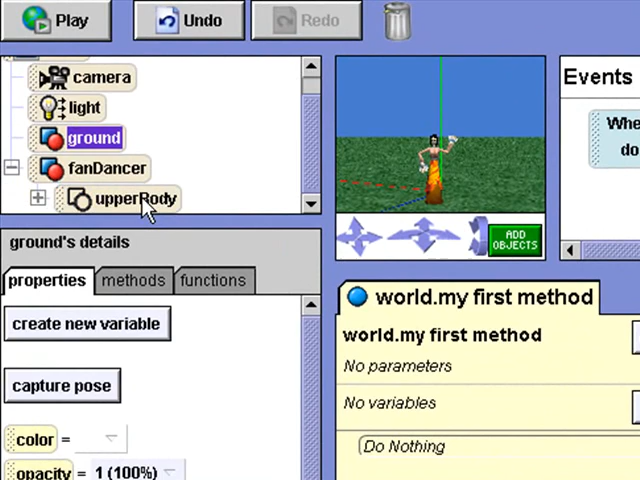 Play
Undo
Redo
camera
light
ground
fanDancer
upperBody
ADD
OBJECTS
Events
Whe
do
ground's details
properties
methods
functions
create new variable
capture pose
color =
opacity = 1 (100%)
world.my first method
world.my first method
No parameters
No variables
Do Nothing